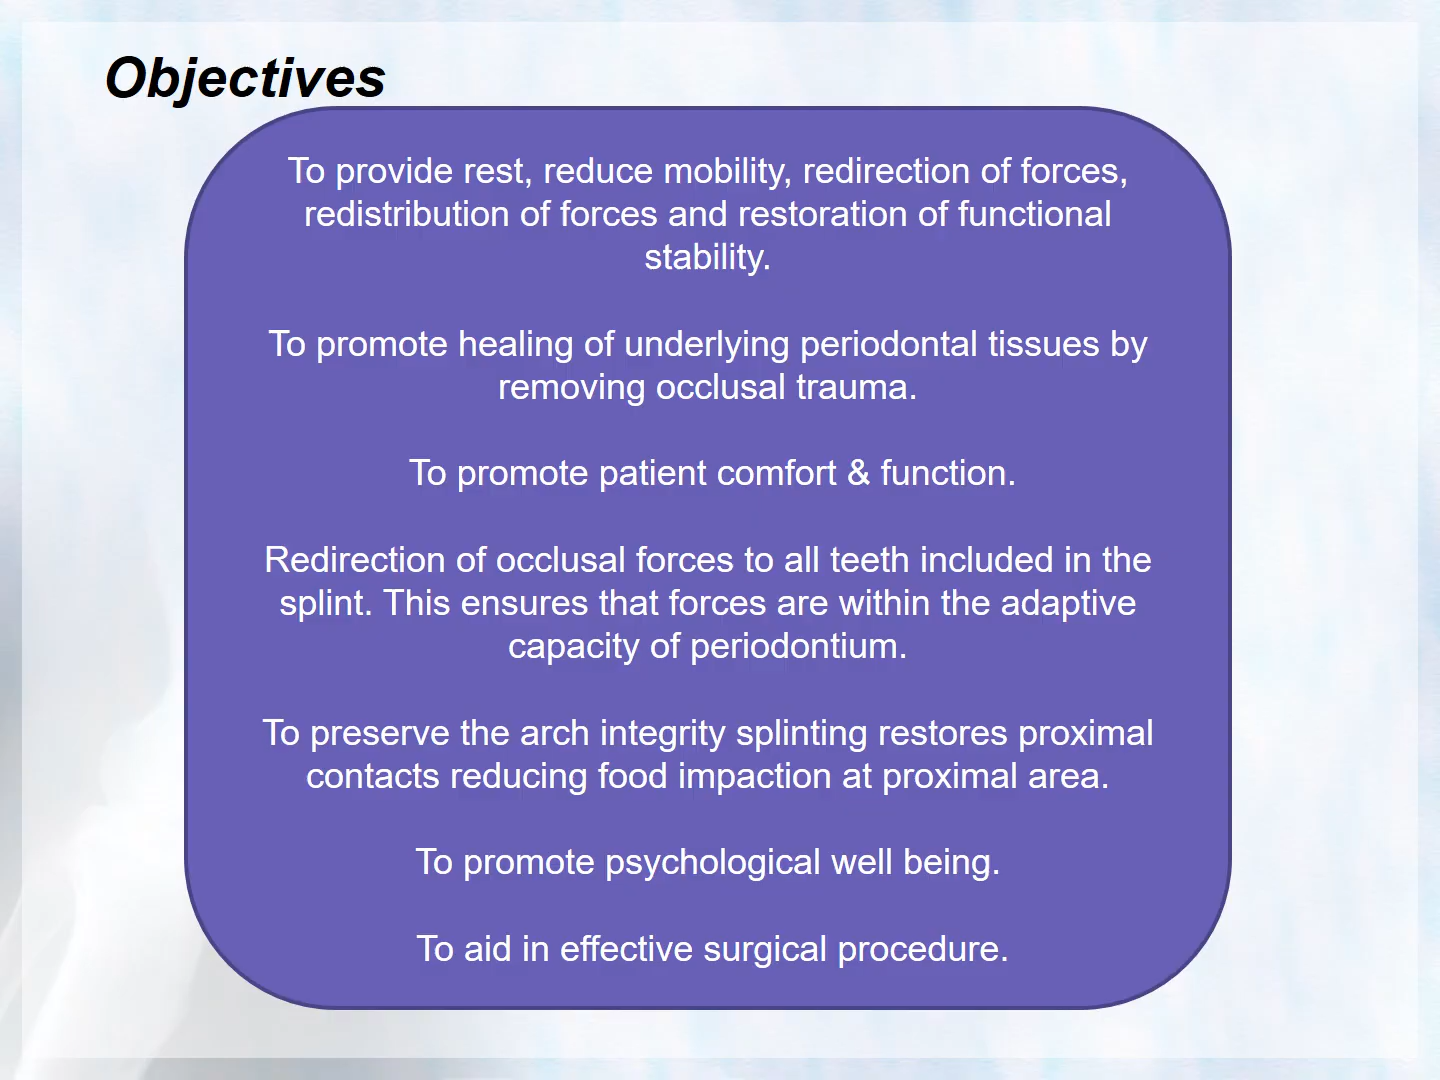 Objectives
To provide rest, reduce mobility, redirection of forces,
redistribution of forces and restoration of functional
stability.
To promote healing of underlying periodontal tissues by
removing occlusal trauma.
To promote patient comfort & function.
Redirection of occlusal forces to all teeth included in the
splint. This ensures that forces are within the adaptive
capacity of periodontium.
To preserve the arch integrity splinting restores proximal
contacts reducing food impaction at proximal area.
To promote psychological well being.
To aid in effective surgical procedure.